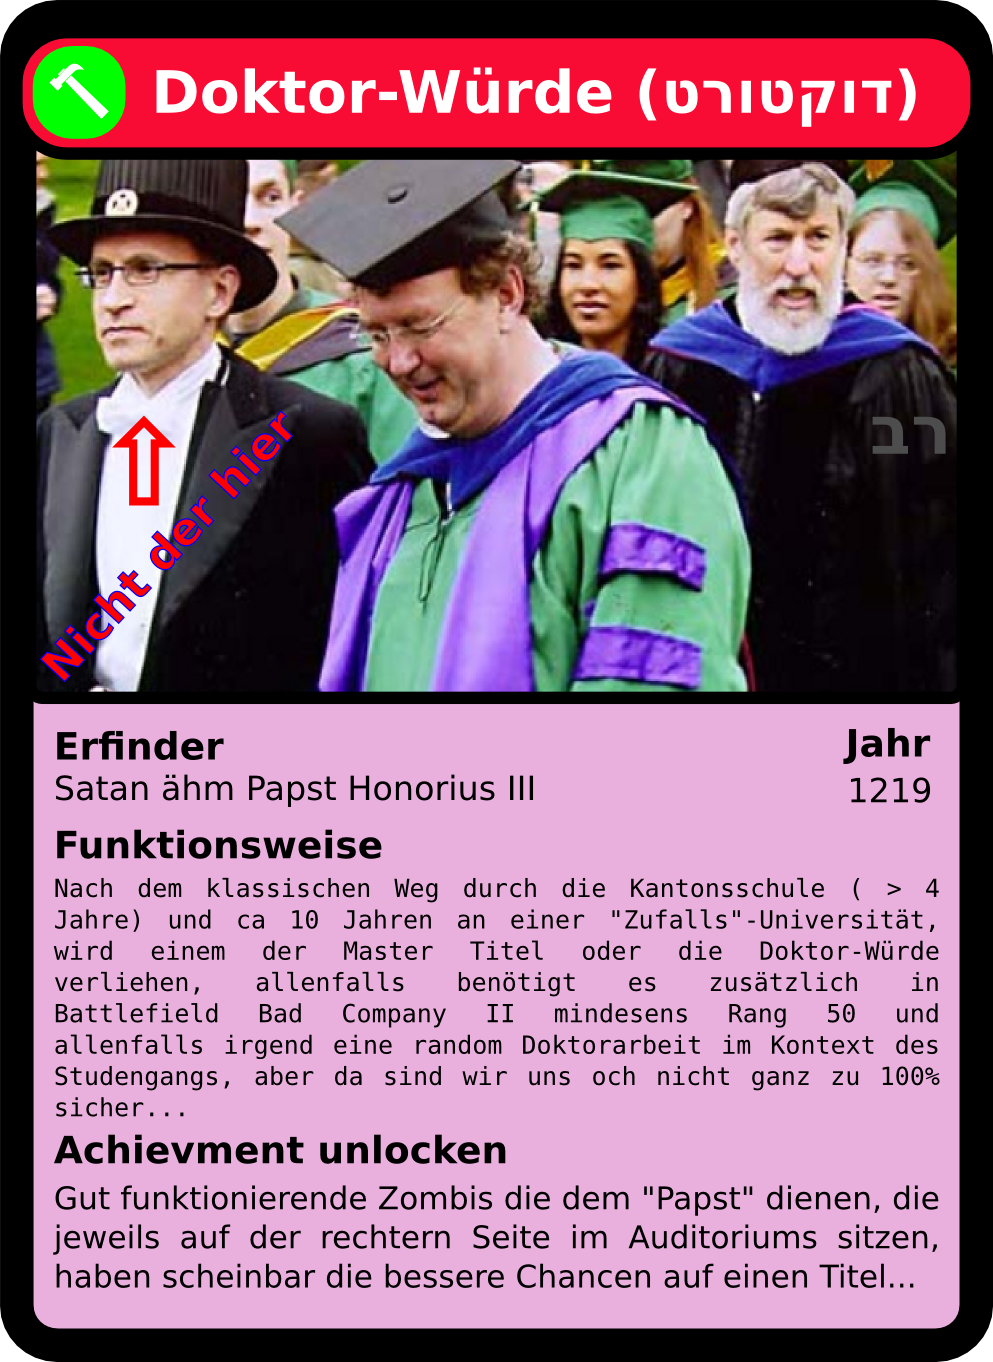 Doktor-Würde (דוקטורט)
רב
Nicht der hier
Erfinder
Jahr
Satan ähm Papst Honorius III
1219
Funktionsweise
Nach dem klassischen Weg durch die Kantonsschule ( > 4
Jahre) und ca 10 Jahren an einer "Zufalls"-Universität,
wird einem der Master Titel oder die Doktor-Würde
verliehen, allenfalls benötigt es zusätzlich in
Battlefield Bad Company II mindesens Rang 50 und
allenfalls irgend eine random Doktorarbeit im Kontext des
Studengangs, aber da sind wir uns och nicht ganz zu 100%
sicher...
Achievment unlocken
Gut funktionierende Zombis die dem "Papst" dienen, die
jeweils auf der rechtern Seite im Auditoriums sitzen,
haben scheinbar die bessere Chancen auf einen Titel...